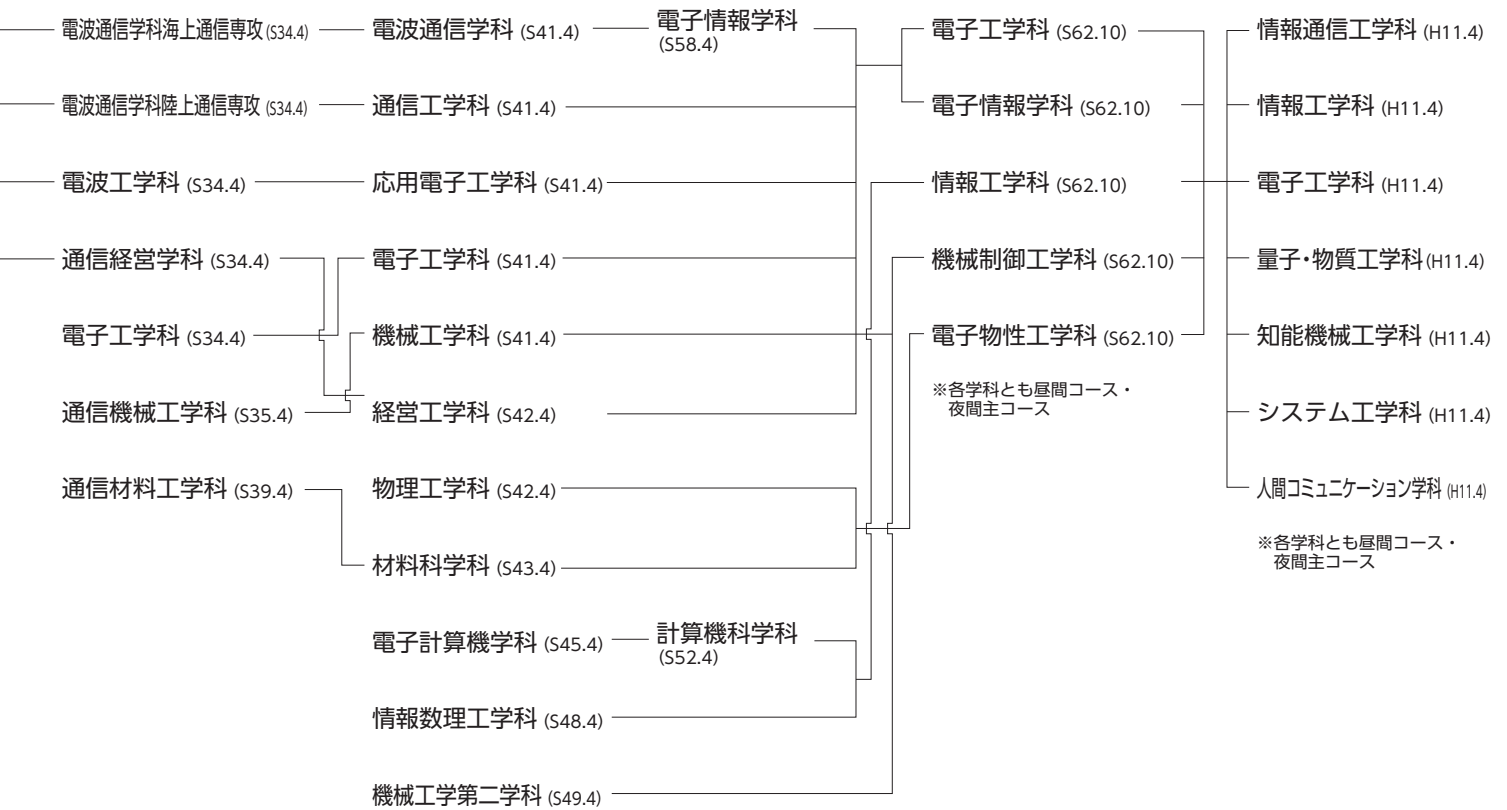 電波通信学科海上通信専攻 (S34.4)
電波通信学科 (S41.4)
電子情報学科
(S58.4)
電子工学科 (S62.10)
情報通信工学科 (H11.4)
電波通信学科陸上通信専攻 (S34.4)
通信工学科 (S41.4)
電子情報学科 (S62.10)
情報工学科 (H11.4)
電波工学科 (S34.4)
応用電子工学科 (S41.4)
情報工学科 (S62.10)
電子工学科 (H11.4)
通信経営学科 (S34.4)
電子工学科 (S41.4)
機械制御工学科 (S62.10)
量子・物質工学科 (H11.4)
電子工学科 (S34.4)
機械工学科 (S41.4)
電子物性工学科 (S62.10)
知能機械工学科 (H11.4)
※各学科とも昼間コース・
夜間主コース
通信機械工学科 (S35.4)
経営工学科 (S42.4)
システム工学科 (H11.4)
通信材料工学科 (S39.4)
物理工学科 (S42.4)
人間コミュニケーション学科 (H11.4)
※各学科とも昼間コース・
夜間主コース
材料科学科 (S43.4)
電子計算機学科 (S45.4)
計算機科学科
(S52.4)
情報数理工学科 (S48.4)
機械工学第二学科 (S49.4)